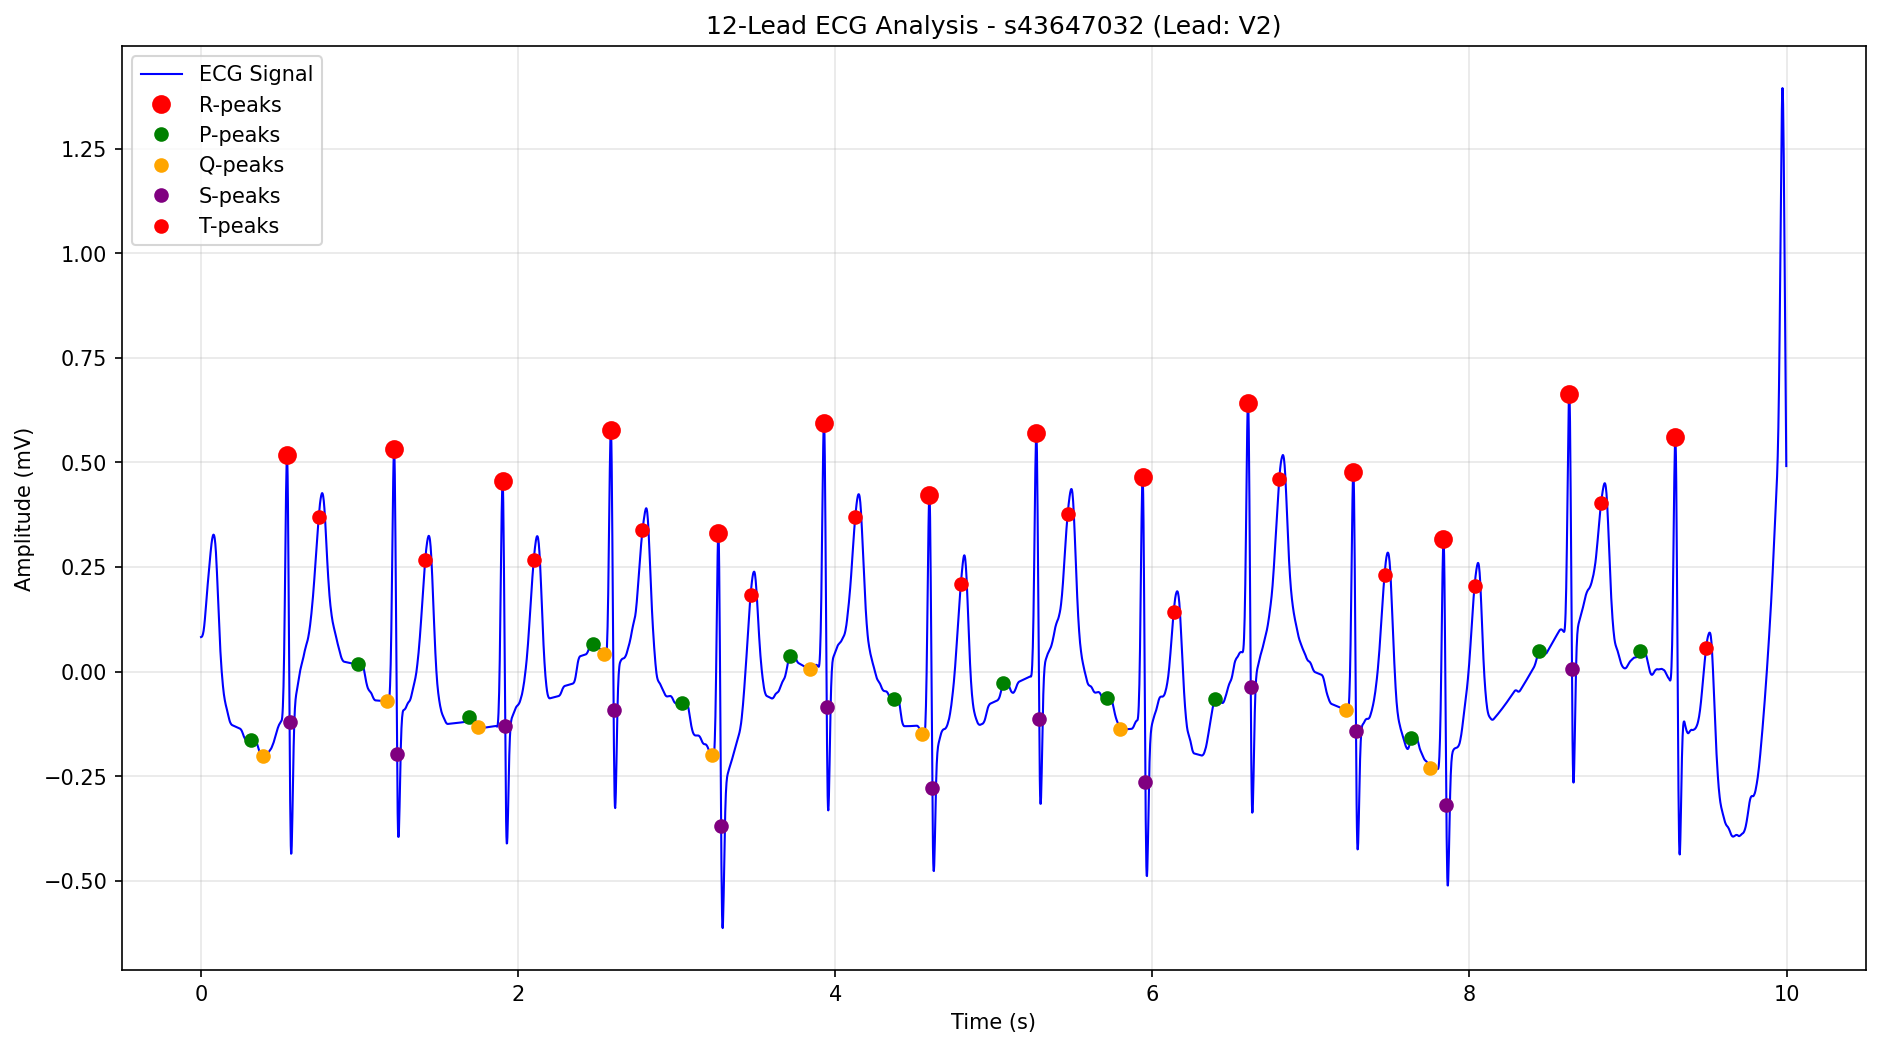 12-Lead ECG Analysis - s43647032 (Lead: V2)
ECG Signal
R-peaks
P-peaks
Q-peaks
S-peaks
T-peaks
Amplitude (mV)
1.25
1.00
0.75
0.50
0.25
0.00
−0.25
−0.50
0 2 4 6 8 10
Time (s)